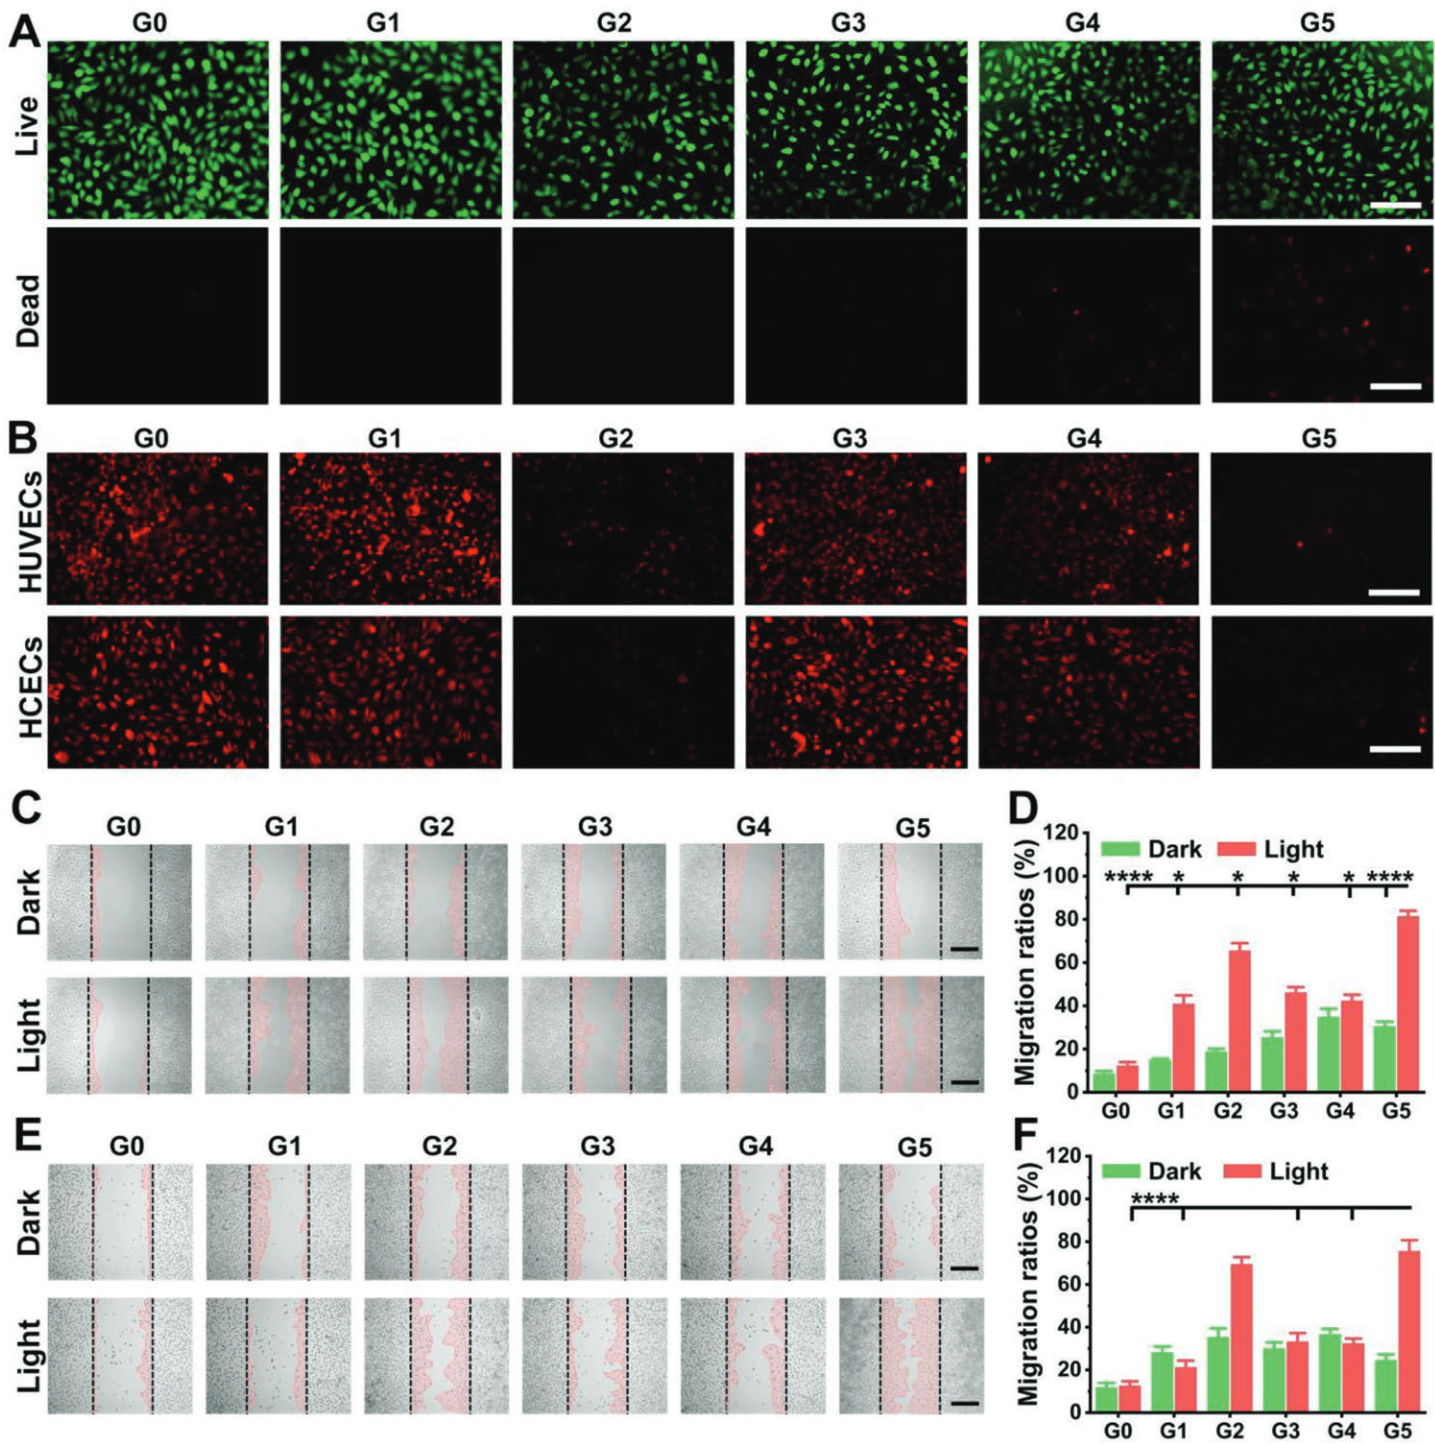 A
G0 G1 G2 G3 G4 G5
Live
Dead
B
G0 G1 G2 G3 G4 G5
HUVECs
HCECs
C
G0 G1 G2 G3 G4 G5
Dark
Light
D
120
100
80
60
40
20
0
Migration ratios (%)
Dark Light
**** * * * * ****
G0 G1 G2 G3 G4 G5
E
G0 G1 G2 G3 G4 G5
Dark
Light
F
120
100
80
60
40
20
0
Migration ratios (%)
Dark Light
****
G0 G1 G2 G3 G4 G5